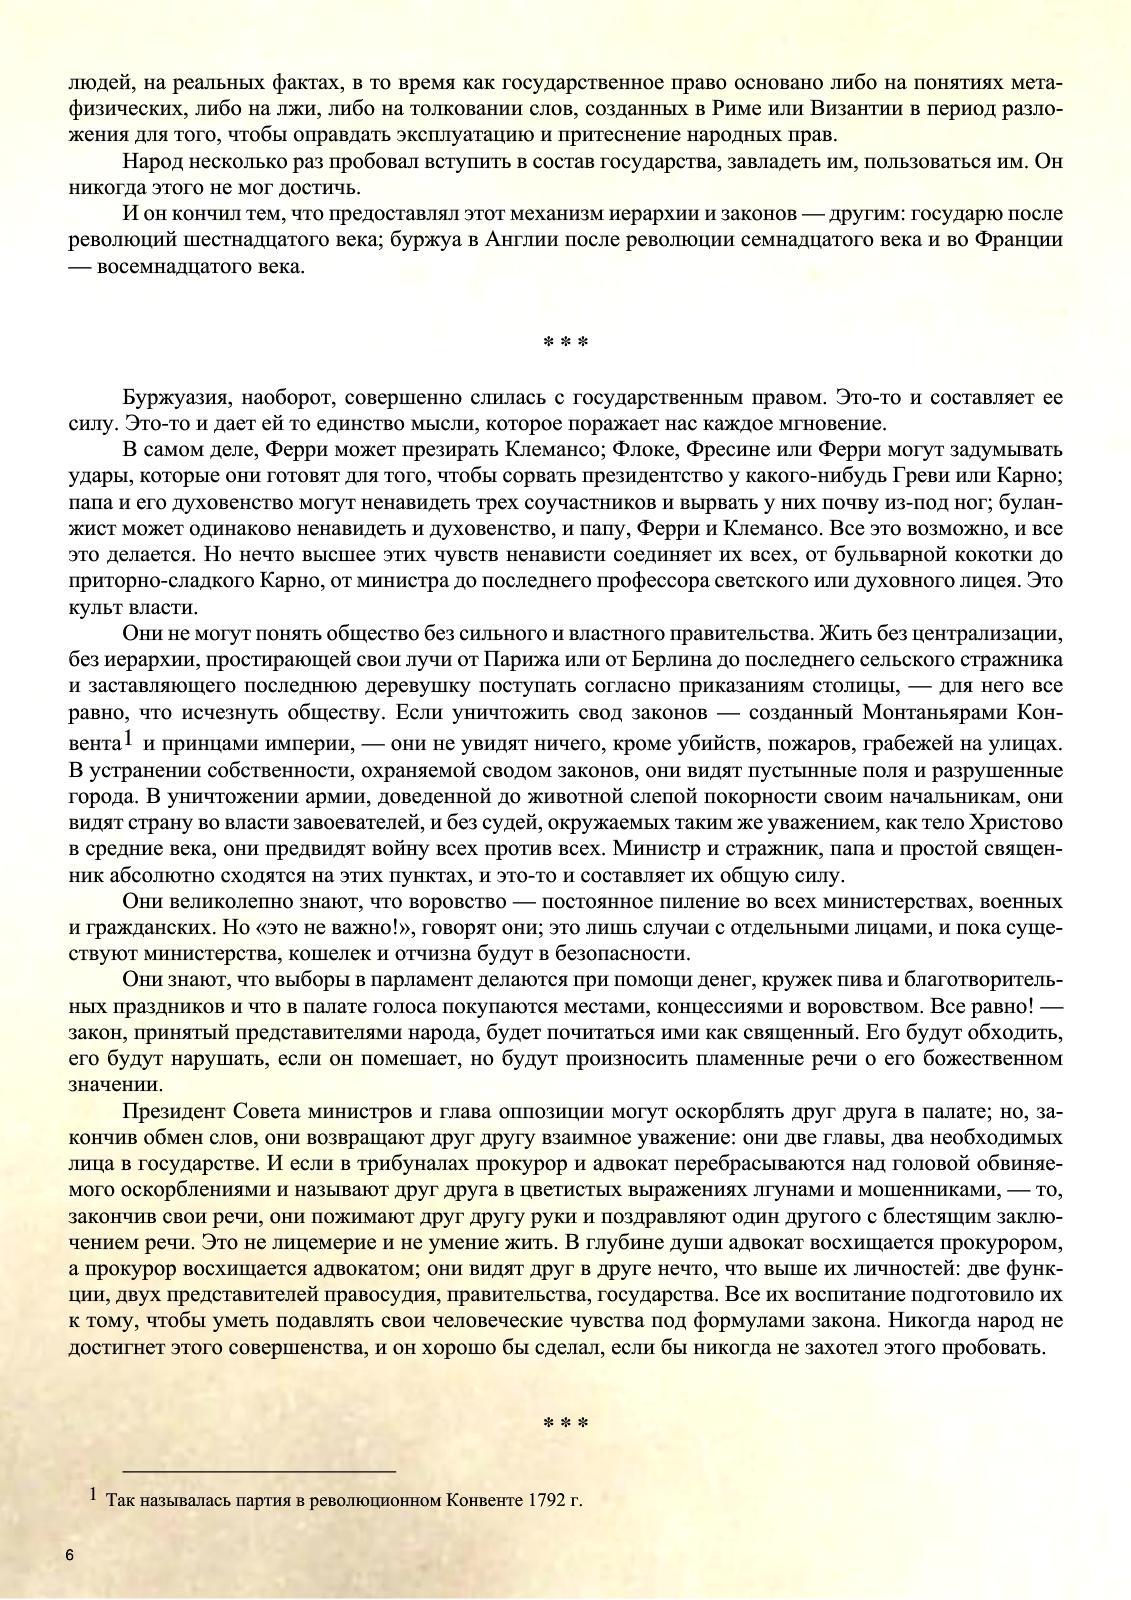 людей, на реальных фактах, в то время как государственное право основано либо на понятиях мета-
физических, либо на лжи, либо на толковании слов, созданных в Риме или Византии в период разло-
жения для того, чтобы оправдать эксплуатацию и притеснение народных прав.
Народ несколько раз пробовал вступить в состав государства, завладеть им, пользоваться им. Он
никогда этого не мог достичь.
И он кончил тем, что предоставлял этот механизм иерархии и законов — другим: государю после
революций шестнадцатого века; буржуа в Англии после революции семнадцатого века и во Франции
— восемнадцатого века.
* * *
Буржуазия, наоборот, совершенно слилась с государственным правом. Это-то и составляет ее
силу. Это-то и дает ей то единство мысли, которое поражает нас каждое мгновение.
В самом деле, Ферри может презирать Клемансо; Флоке, Фресине или Ферри могут задумывать
удары, которые они готовят для того, чтобы сорвать президентство у какого-нибудь Греви или Карно;
папа и его духовенство могут ненавидеть трех соучастников и вырвать у них почву из-под ног; булан-
жист может одинаково ненавидеть и духовенство, и папу, Ферри и Клемансо. Все это возможно, и все
это делается. Но нечто высшее этих чувств ненависти соединяет их всех, от бульварной кокотки до
приторно-сладкого Карно, от министра до последнего профессора светского или духовного лицея. Это
культ власти.
Они не могут понять общество без сильного и властного правительства. Жить без централизации,
без иерархии, простирающей свои лучи от Парижа или от Берлина до последнего сельского стражника
и заставляющего последнюю деревушку поступать согласно приказаниям столицы, — для него все
равно, что исчезнуть обществу. Если уничтожить свод законов — созданный Монтаньярами Кон-
вента1 и принцами империи, — они не увидят ничего, кроме убийств, пожаров, грабежей на улицах.
В устранении собственности, охраняемой сводом законов, они видят пустынные поля и разрушенные
города. В уничтожении армии, доведенной до животной слепой покорности своим начальникам, они
видят страну во власти завоевателей, и без судей, окружаемых таким же уважением, как тело Христово
в средние века, они предвидят войну всех против всех. Министр и стражник, папа и простой священ-
ник абсолютно сходятся на этих пунктах, и это-то и составляет их общую силу.
Они великолепно знают, что воровство — постоянное пиление во всех министерствах, военных
и гражданских. Но «это не важно!», говорят они; это лишь случаи с отдельными лицами, и пока суще-
ствуют министерства, кошелек и отчизна будут в безопасности.
Они знают, что выборы в парламент делаются при помощи денег, кружек пива и благотворитель-
ных праздников и что в палате голоса покупаются местами, концессиями и воровством. Все равно! —
закон, принятый представителями народа, будет почитаться ими как священный. Его будут обходить,
его будут нарушать, если он помешает, но будут произносить пламенные речи о его божественном
значении.
Президент Совета министров и глава оппозиции могут оскорблять друг друга в палате; но, за-
кончив обмен слов, они возвращают друг другу взаимное уважение: они две главы, два необходимых
лица в государстве. И если в трибуналах прокурор и адвокат перебрасываются над головой обвиняе-
мого оскорблениями и называют друг друга в цветистых выражениях лгунами и мошенниками, — то,
закончив свои речи, они пожимают друг другу руки и поздравляют один другого с блестящим заклю-
чением речи. Это не лицемерие и не умение жить. В глубине души адвокат восхищается прокурором,
а прокурор восхищается адвокатом; они видят друг в друге нечто, что выше их личностей: две функ-
ции, двух представителей правосудия, правительства, государства. Все их воспитание подготовило их
к тому, чтобы уметь подавлять свои человеческие чувства под формулами закона. Никогда народ не
достигнет этого совершенства, и он хорошо бы сделал, если бы никогда не захотел этого пробовать.
* * *
1 Так называлась партия в революционном Конвенте 1792 г.
6